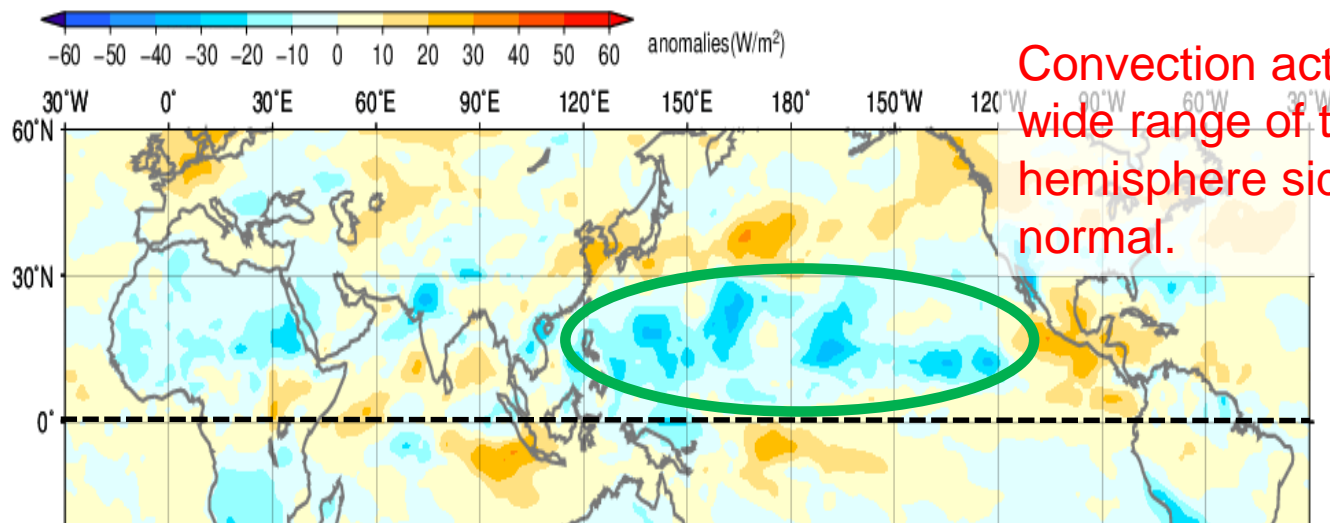 −60 −50 −40 −30 −20 −10 0 10 20 30 40 50 60
anomalies(W/m²)
Convection act
wide range of t
hemisphere sid
normal.
30˚W 0˚ 30˚E 60˚E 90˚E 120˚E 150˚E 180˚ 150˚W 120˚W 90˚W 60˚W 30˚W
60˚N
30˚N
0˚